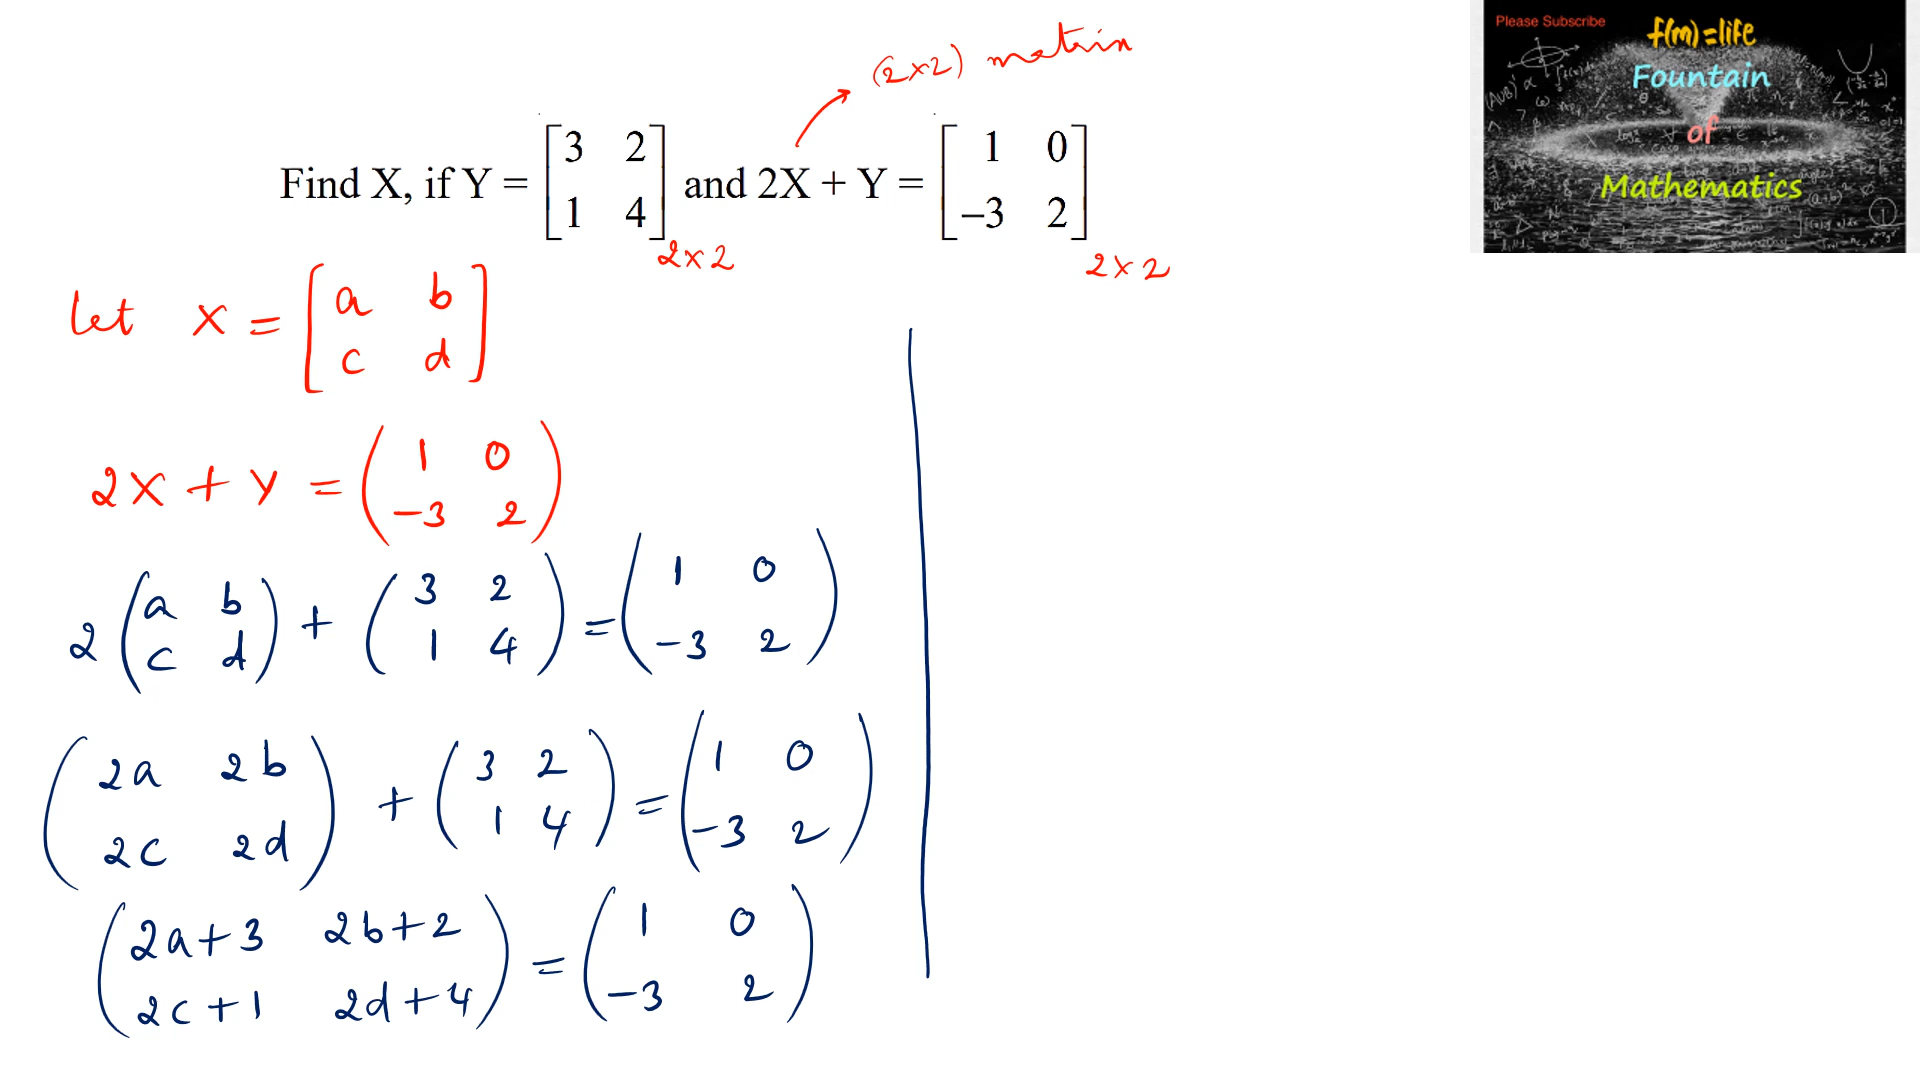 (2×2) matrix
Find X, if Y = [3 2; 1 4] and 2X + Y = [1 0; –3 2]
2×2 2×2
let X = [a b; c d]
2X + Y = (1 0; -3 2)
2 (a b; c d) + (3 2; 1 4) = (1 0; -3 2)
(2a 2b; 2c 2d) + (3 2; 1 4) = (1 0; -3 2)
(2a+3 2b+2; 2c+1 2d+4) = (1 0; -3 2)
Please Subscribe
f(m)=life
Fountain
of
Mathematics